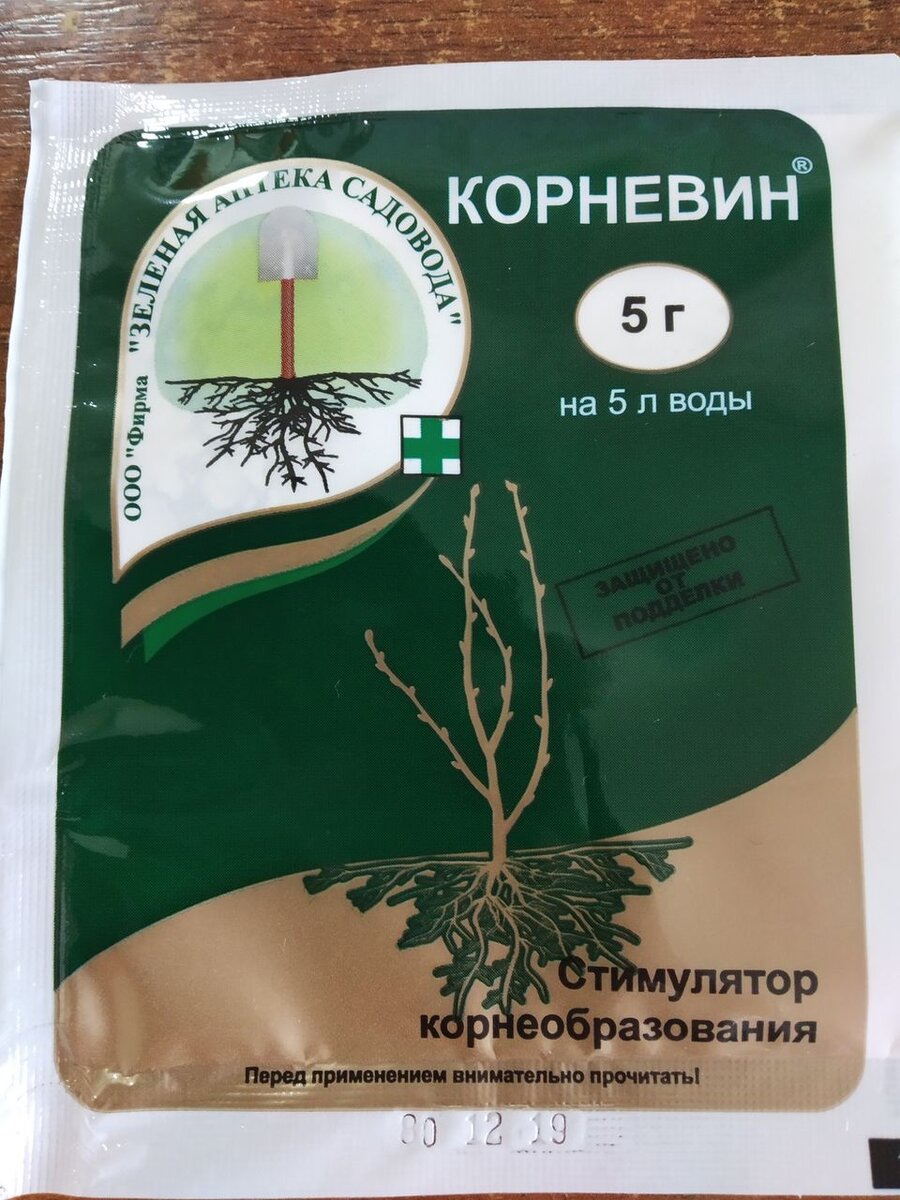 ООО "Фирма "ЗЕЛЕНАЯ АПТЕКА САДОВОДА"
КОРНЕВИН®
5 г
на 5 л воды
ЗАЩИЩЕНО
ОТ
ПОДДЕЛКИ
Стимулятор
корнеобразования
Перед применением внимательно прочитать!
12 19